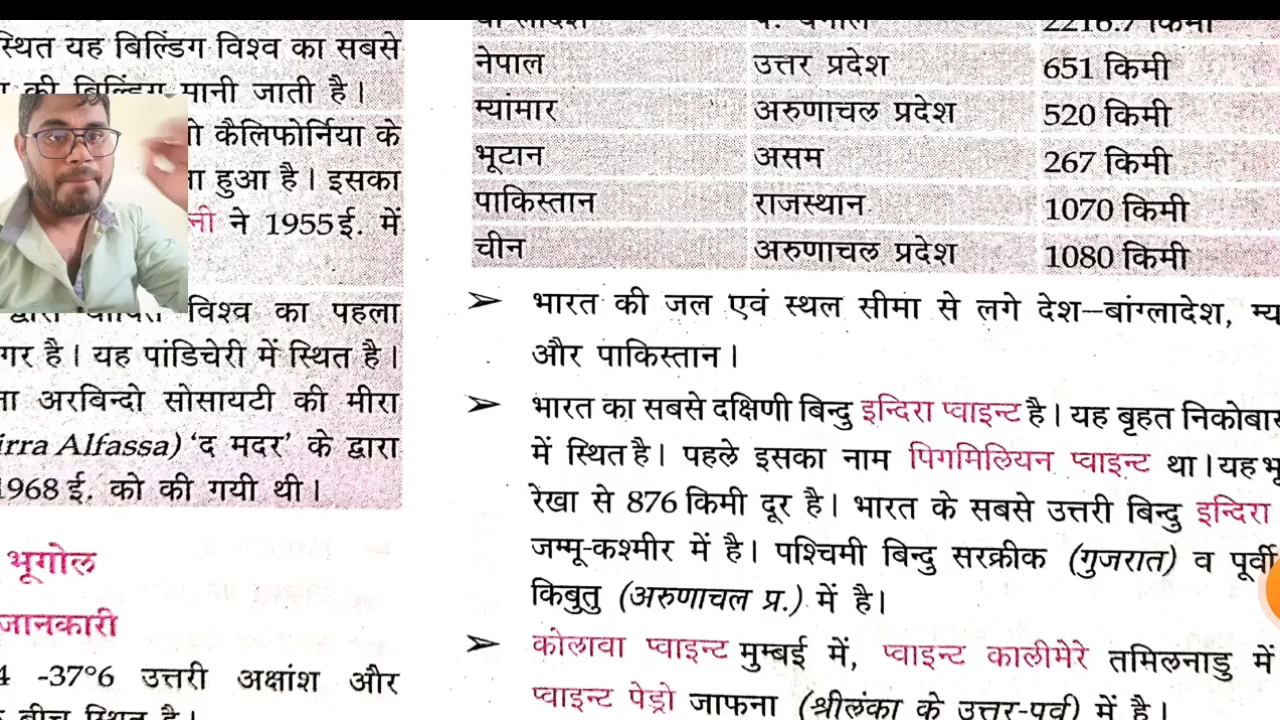 स्थित यह बिल्डिंग विश्व का सबसे
की बिल्डिंग मानी जाती है।
कैलिफोर्निया के
हुआ है। इसका
ने 1955 ई. में
विश्व का पहला
है। यह पांडिचेरी में स्थित है।
अरबिन्दो सोसायटी की मीरा
irra Alfassa) ‘द मदर’ के द्वारा
1968 ई. को की गयी थी।
भूगोल
जानकारी
4 -37°6 उत्तरी अक्षांश और
बीच स्थित है।
2216.7 किमी
नेपाल उत्तर प्रदेश 651 किमी
म्यांमार अरुणाचल प्रदेश 520 किमी
भूटान असम 267 किमी
पाकिस्तान राजस्थान 1070 किमी
चीन अरुणाचल प्रदेश 1080 किमी
➤ भारत की जल एवं स्थल सीमा से लगे देश—बांग्लादेश, म्य
और पाकिस्तान।
➤ भारत का सबसे दक्षिणी बिन्दु इन्दिरा प्वाइन्ट है। यह बृहत निकोबार
में स्थित है। पहले इसका नाम पिगमिलियन प्वाइन्ट था। यह भू
रेखा से 876 किमी दूर है। भारत के सबसे उत्तरी बिन्दु इन्दिरा
जम्मू-कश्मीर में है। पश्चिमी बिन्दु सरक्रीक (गुजरात) व पूर्वी
किबुतु (अरुणाचल प्र.) में है।
➤ कोलावा प्वाइन्ट मुम्बई में, प्वाइन्ट कालीमेरे तमिलनाडु में
प्वाइन्ट पेड्रो जाफना (श्रीलंका के उत्तर-पूर्व) में है।